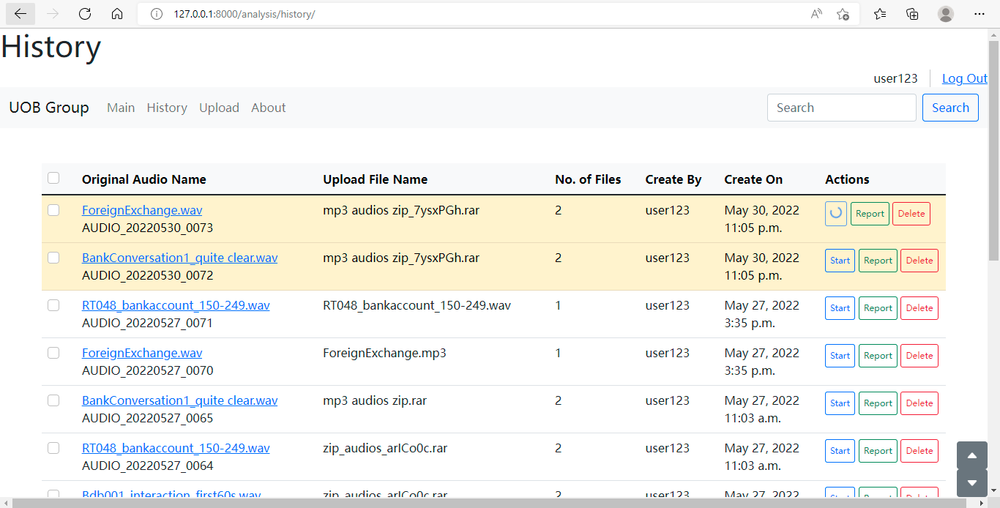 127.0.0.1:8000/analysis/history/
History
user123 Log Out
UOB Group Main History Upload About Search Search
Original Audio Name Upload File Name No. of Files Create By Create On Actions
ForeignExchange.wav mp3 audios zip_7ysxPGh.rar 2 user123 May 30, 2022 Report Delete
AUDIO_20220530_0073 11:05 p.m.
BankConversation1_quite clear.wav mp3 audios zip_7ysxPGh.rar 2 user123 May 30, 2022 Start Report Delete
AUDIO_20220530_0072 11:05 p.m.
RT048_bankaccount_150-249.wav RT048_bankaccount_150-249.wav 1 user123 May 27, 2022 Start Report Delete
AUDIO_20220527_0071 3:35 p.m.
ForeignExchange.wav ForeignExchange.mp3 1 user123 May 27, 2022 Start Report Delete
AUDIO_20220527_0070 3:35 p.m.
BankConversation1_quite clear.wav mp3 audios zip.rar 2 user123 May 27, 2022 Start Report Delete
AUDIO_20220527_0065 11:03 a.m.
RT048_bankaccount_150-249.wav zip_audios_arICo0c.rar 2 user123 May 27, 2022 Start Report Delete
AUDIO_20220527_0064 11:03 a.m.
Bdb001_interaction_first60s.wav zip_audios_arICo0c.rar 2 user123 May 27, 2022 Start Report Delete